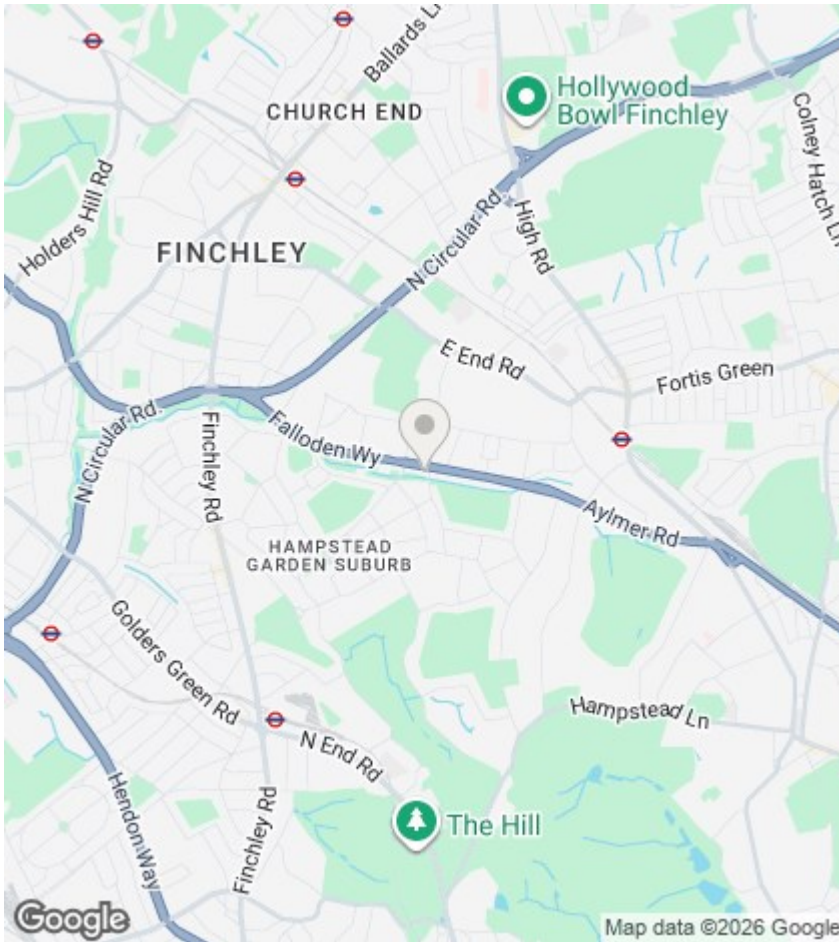 Ballards Ln
CHURCH END
Hollywood
Bowl Finchley
Colney Hatch Ln
Holders Hill Rd
High Rd
FINCHLEY
N Circular Rd
E End Rd
Fortis Green
N Circular Rd.
Finchley Rd
Falloden Wy
Aylmer Rd
HAMPSTEAD
GARDEN SUBURB
Golders Green Rd
Hampstead Ln
N End Rd
Hendon Way
Finchley Rd
The Hill
Google
Map data ©2026 Google